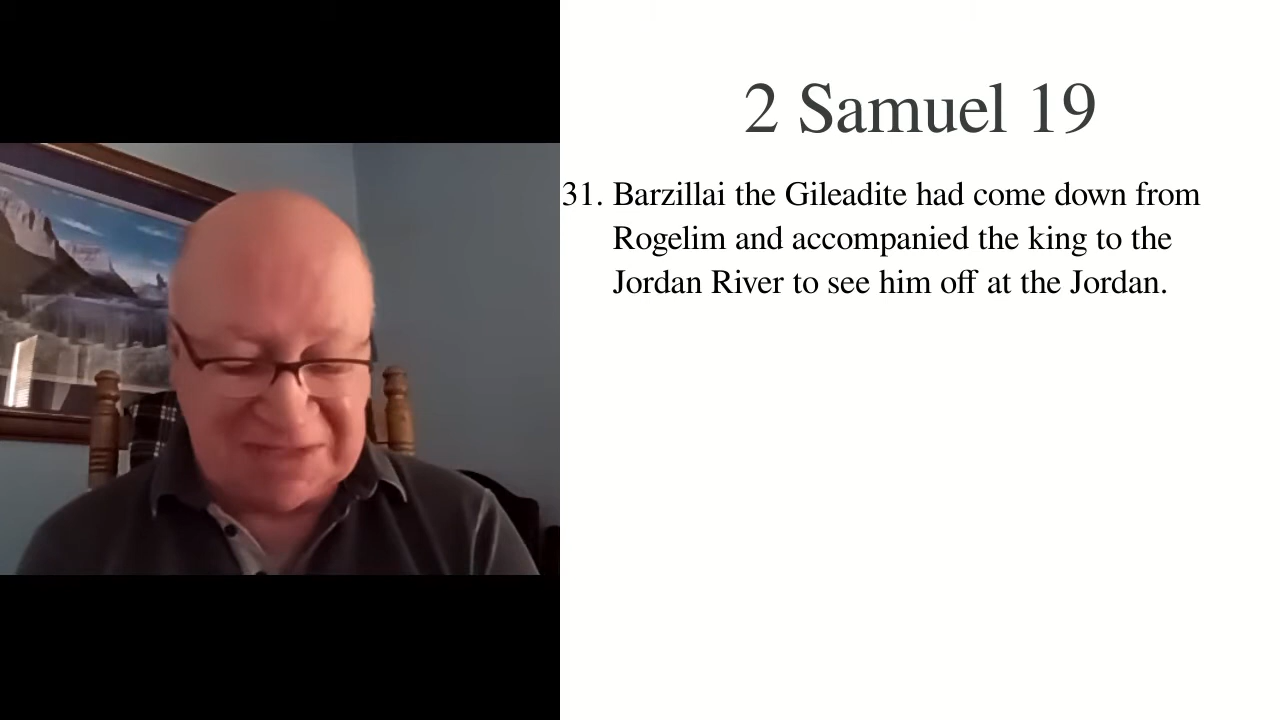 2 Samuel 19
31. Barzillai the Gileadite had come down from
Rogelim and accompanied the king to the
Jordan River to see him off at the Jordan.